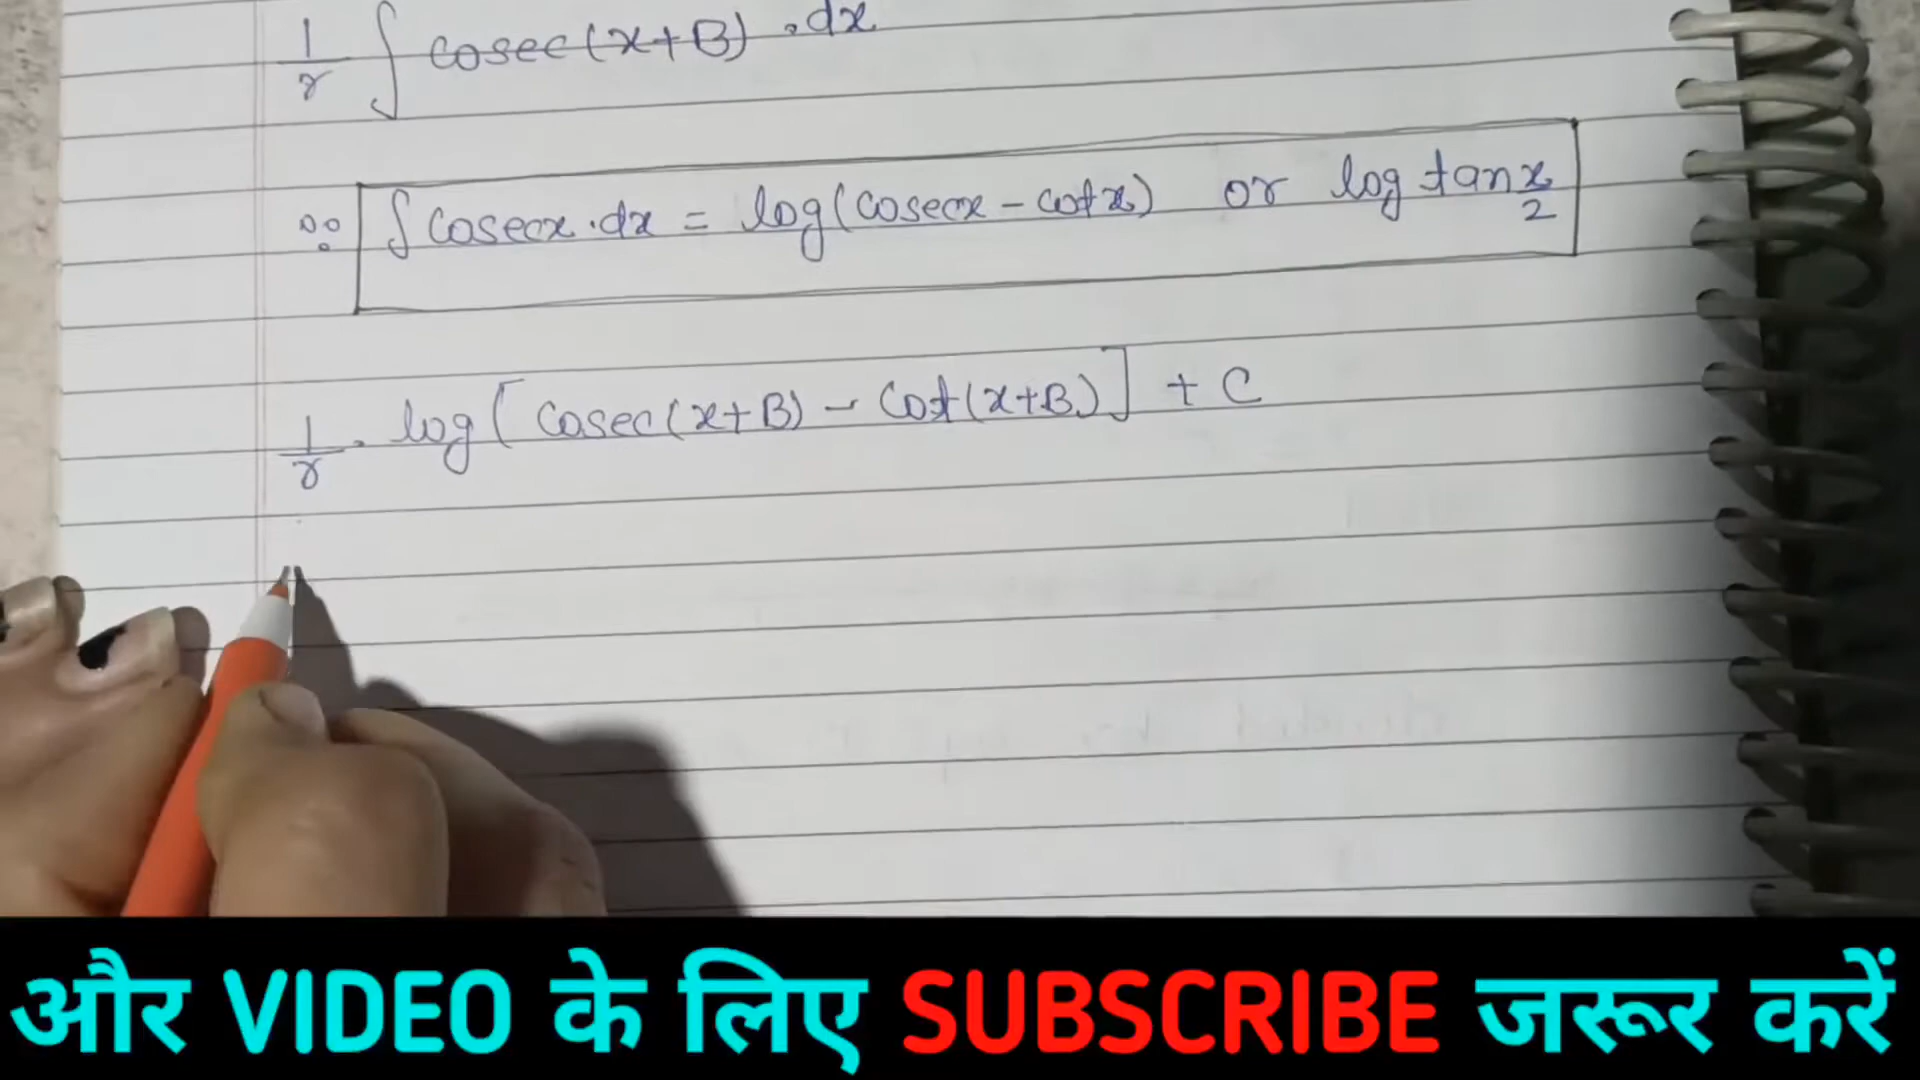 1/r ∫ cosec(x+B) .dx
∵ ∫ cosecx .dx = log(cosecx - cotx) or log tan x/2
1/r . log[ cosec(x+B) - cot(x+B)] + C
और VIDEO के लिए SUBSCRIBE जरूर करें